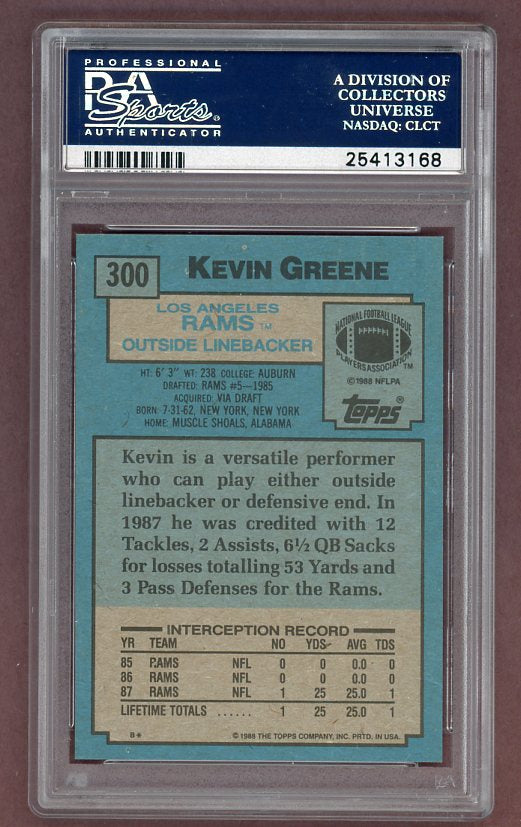 PROFESSIONAL
PSA
Sports®
AUTHENTICATOR
A DIVISION OF
COLLECTORS
UNIVERSE
NASDAQ: CLCT
25413168
300
KEVIN GREENE
LOS ANGELES
RAMS TM
OUTSIDE LINEBACKER
NATIONAL FOOTBALL LEAGUE
PLAYERS ASSOCIATION™
©1988 NFLPA
topps®
HT: 6' 3" WT: 238 COLLEGE: AUBURN
DRAFTED: RAMS #5—1985
ACQUIRED: VIA DRAFT
BORN: 7-31-62, NEW YORK, NEW YORK
HOME: MUSCLE SHOALS, ALABAMA
Kevin is a versatile performer
who can play either outside
linebacker or defensive end. In
1987 he was credited with 12
Tackles, 2 Assists, 6½ QB Sacks
for losses totalling 53 Yards and
3 Pass Defenses for the Rams.
INTERCEPTION RECORD
YR TEAM NO YDS AVG TDS
85 RAMS NFL 0 0 0.0 0
86 RAMS NFL 0 0 0.0 0
87 RAMS NFL 1 25 25.0 1
LIFETIME TOTALS ...... 1 25 25.0 1
8* ©1988 THE TOPPS COMPANY, INC. PRTD. IN USA.